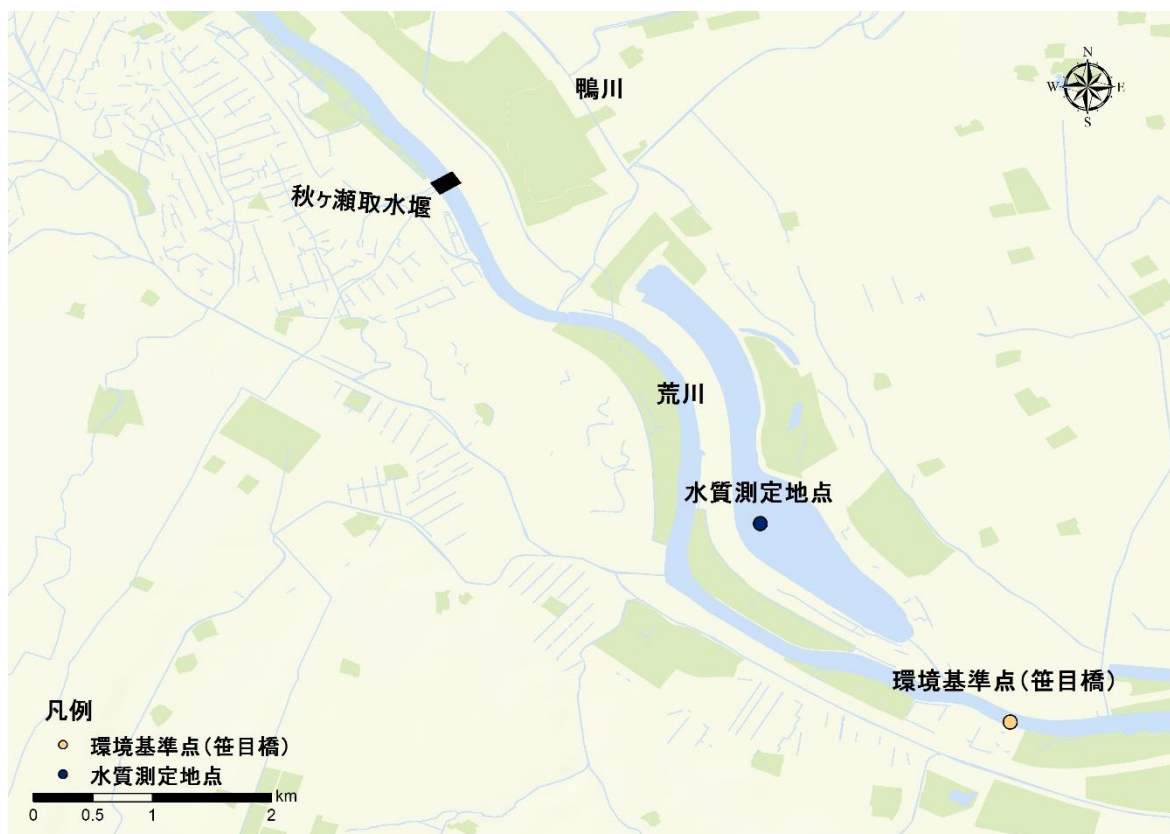 鴨川
N
W
E
S
秋ヶ瀬取水堰
荒川
水質測定地点
環境基準点(笹目橋)
凡例
環境基準点(笹目橋)
水質測定地点
km
0 0.5 1 2